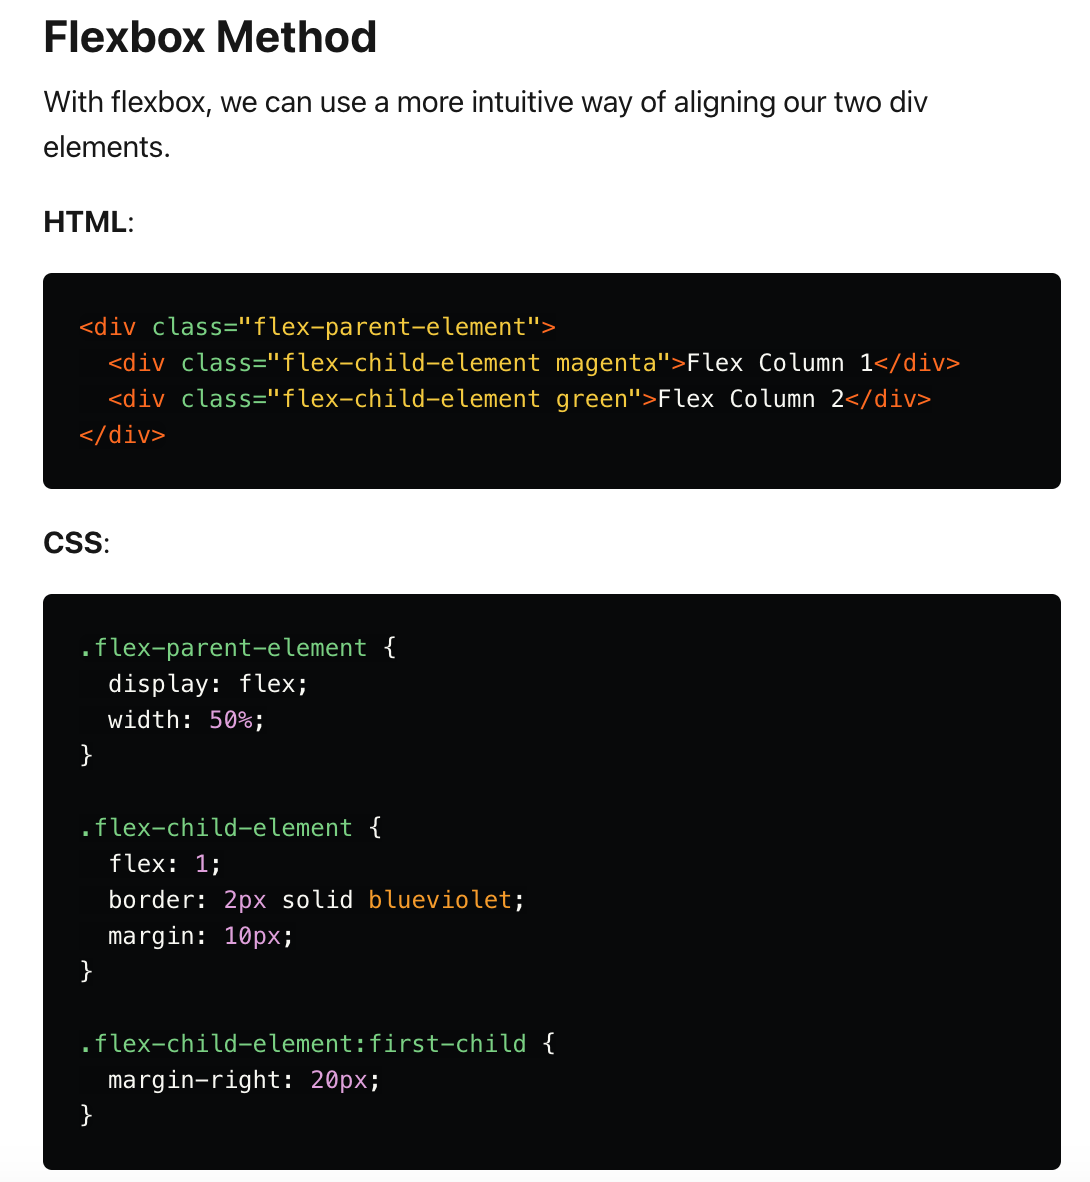 Flexbox Method
With flexbox, we can use a more intuitive way of aligning our two div
elements.
HTML:
<div class="flex-parent-element">
  <div class="flex-child-element magenta">Flex Column 1</div>
  <div class="flex-child-element green">Flex Column 2</div>
</div>
CSS:
.flex-parent-element {
  display: flex;
  width: 50%;
}
.flex-child-element {
  flex: 1;
  border: 2px solid blueviolet;
  margin: 10px;
}
.flex-child-element:first-child {
  margin-right: 20px;
}